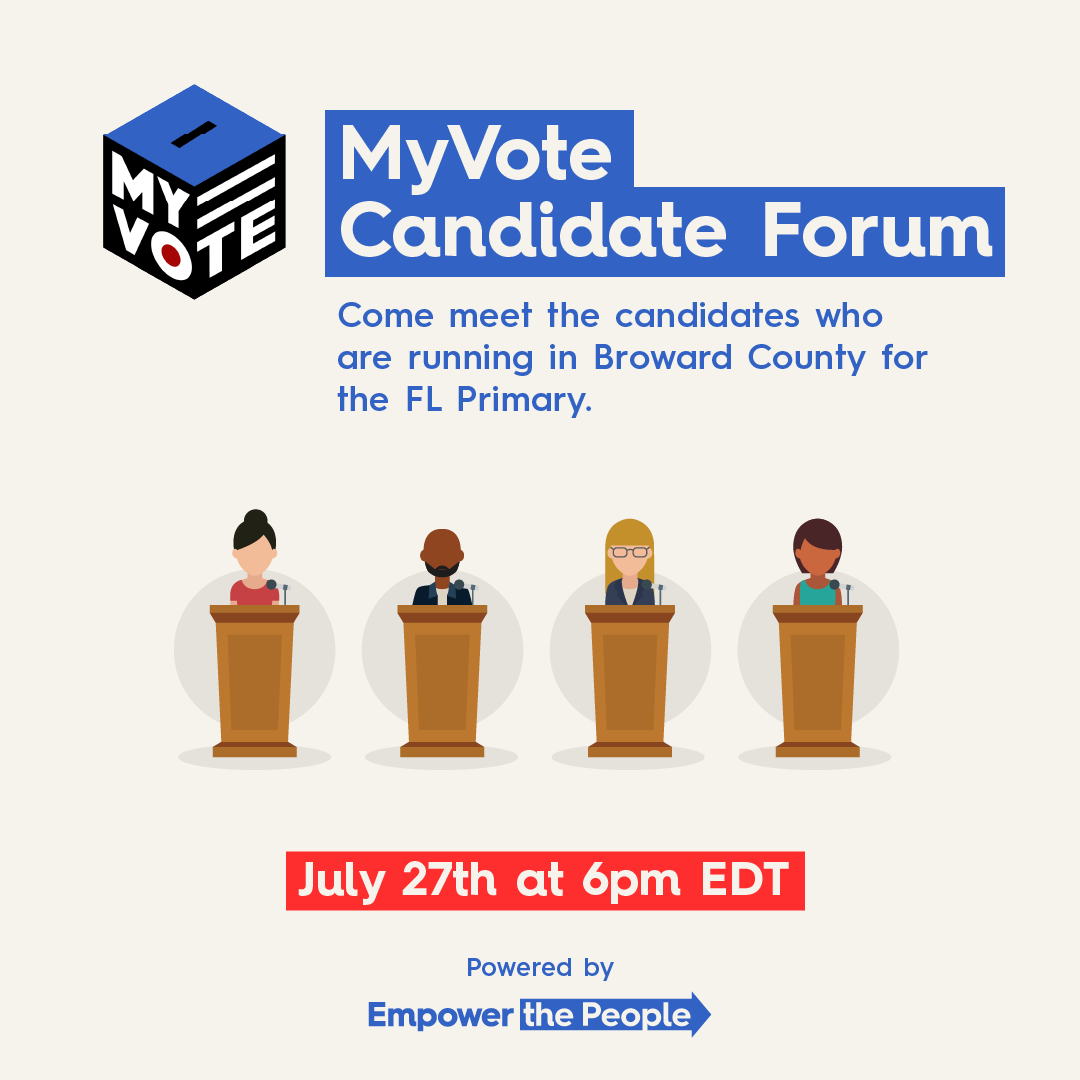 MY
VOTE
MyVote
Candidate Forum
Come meet the candidates who
are running in Broward County for
the FL Primary.
July 27th at 6pm EDT
Powered by
Empower the People